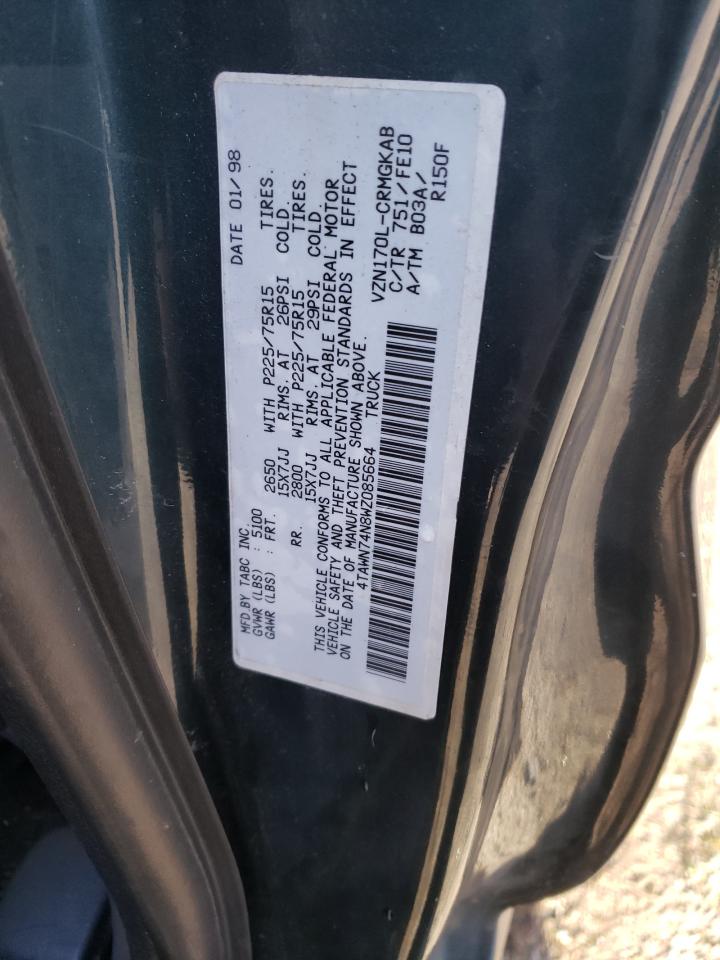 DATE 01/98
MFD BY TABC INC.
GVWR (LBS) : 5100
GAWR (LBS) : FRT. 2650 WITH P225/75R15 TIRES.
15X7JJ RIMS. AT 26PSI COLD.
RR. 2800 WITH P225/75R15 TIRES.
15X7JJ RIMS. AT 29PSI COLD.
THIS VEHICLE CONFORMS TO ALL APPLICABLE FEDERAL MOTOR
VEHICLE SAFETY AND THEFT PREVENTION STANDARDS IN EFFECT
ON THE DATE OF MANUFACTURE SHOWN ABOVE.
4TAWN74N8WZ085664 TRUCK
VZN170L-CRMGKAB
C/TR 751/FE10
A/TM B03A/
R150F